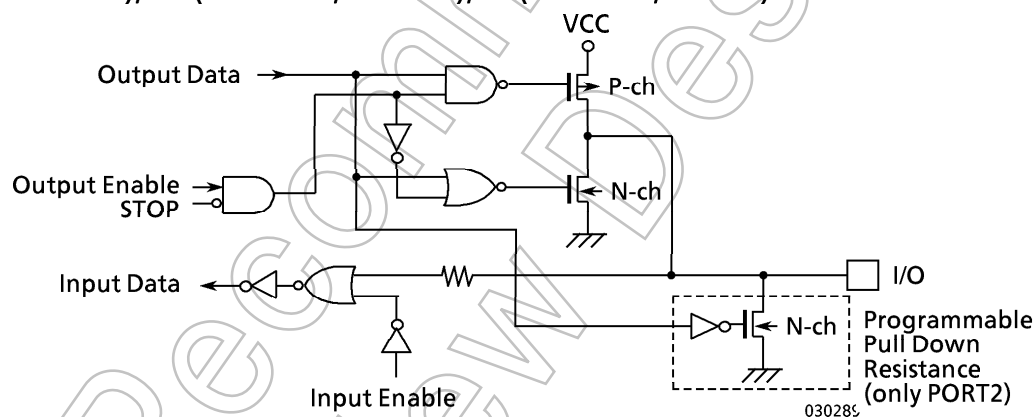 VCC
Output Data
P-ch
Output Enable
STOP
N-ch
Input Data
I/O
N-ch
Programmable
Pull Down
Resistance
(only PORT2)
Input Enable